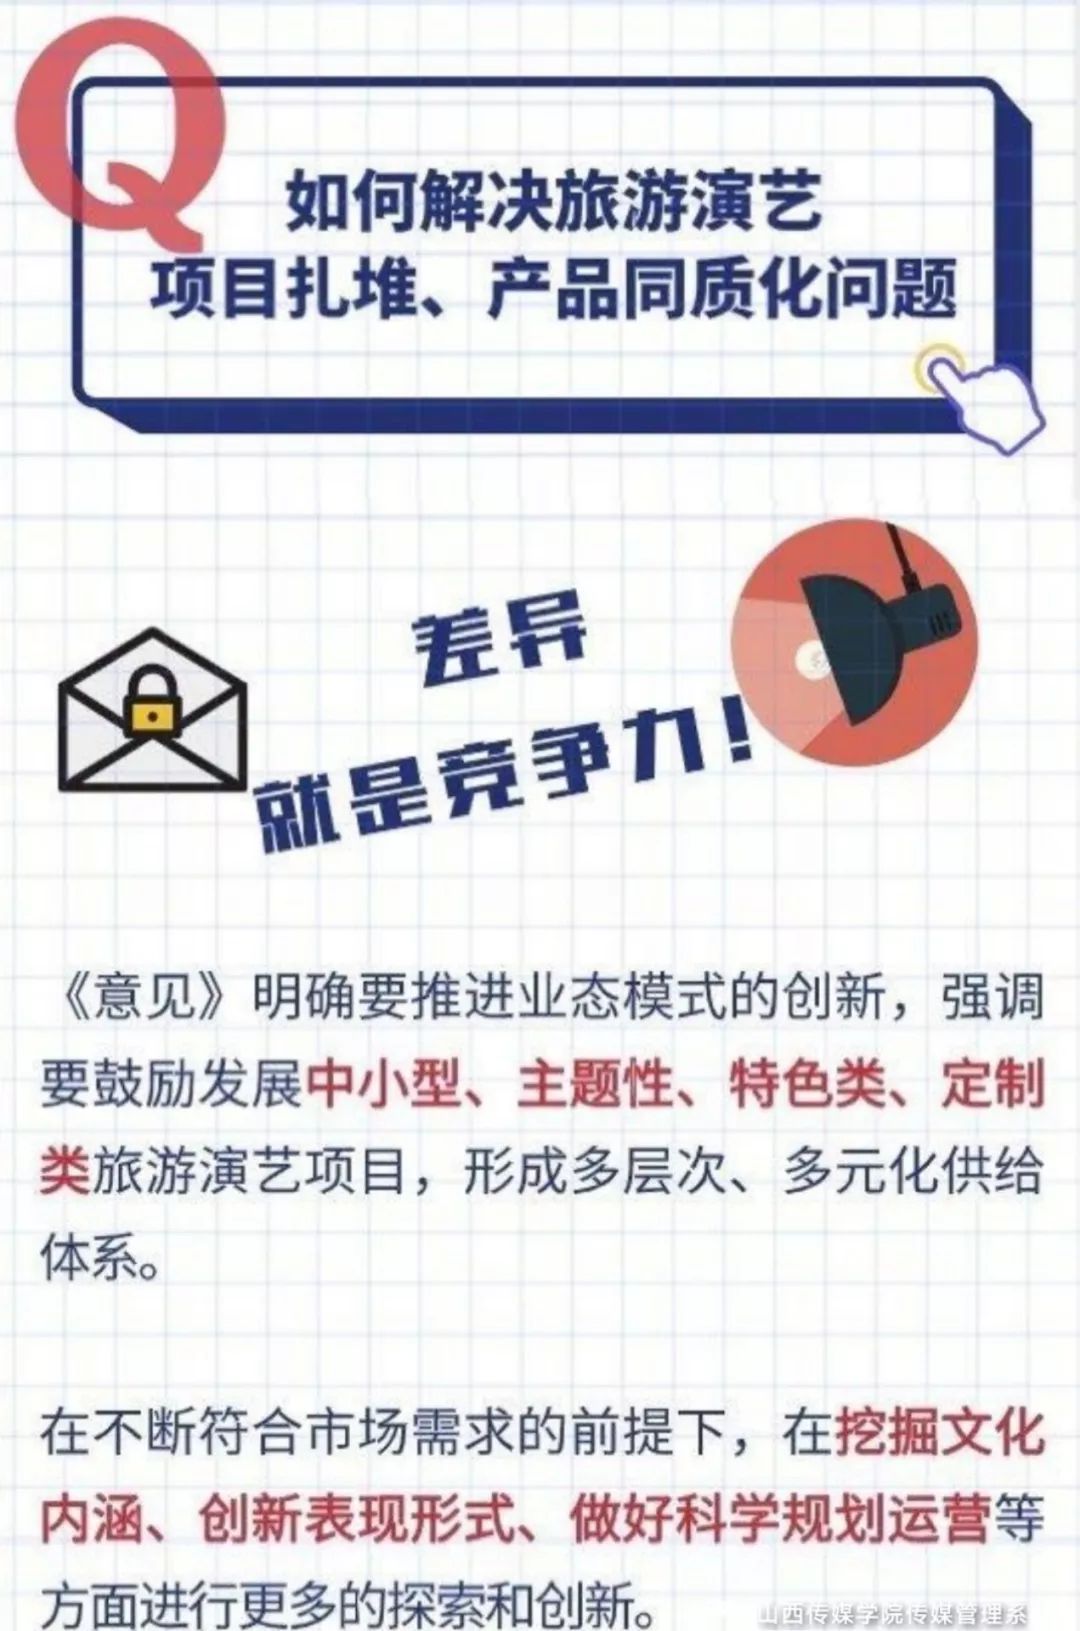 Q
如何解决旅游演艺
项目扎堆、产品同质化问题
差异
就是竞争力！
《意见》明确要推进业态模式的创新，强调
要鼓励发展中小型、主题性、特色类、定制
类旅游演艺项目，形成多层次、多元化供给
体系。
在不断符合市场需求的前提下，在挖掘文化
内涵、创新表现形式、做好科学规划运营等
方面进行更多的探索和创新。
山西传媒学院传媒管理系